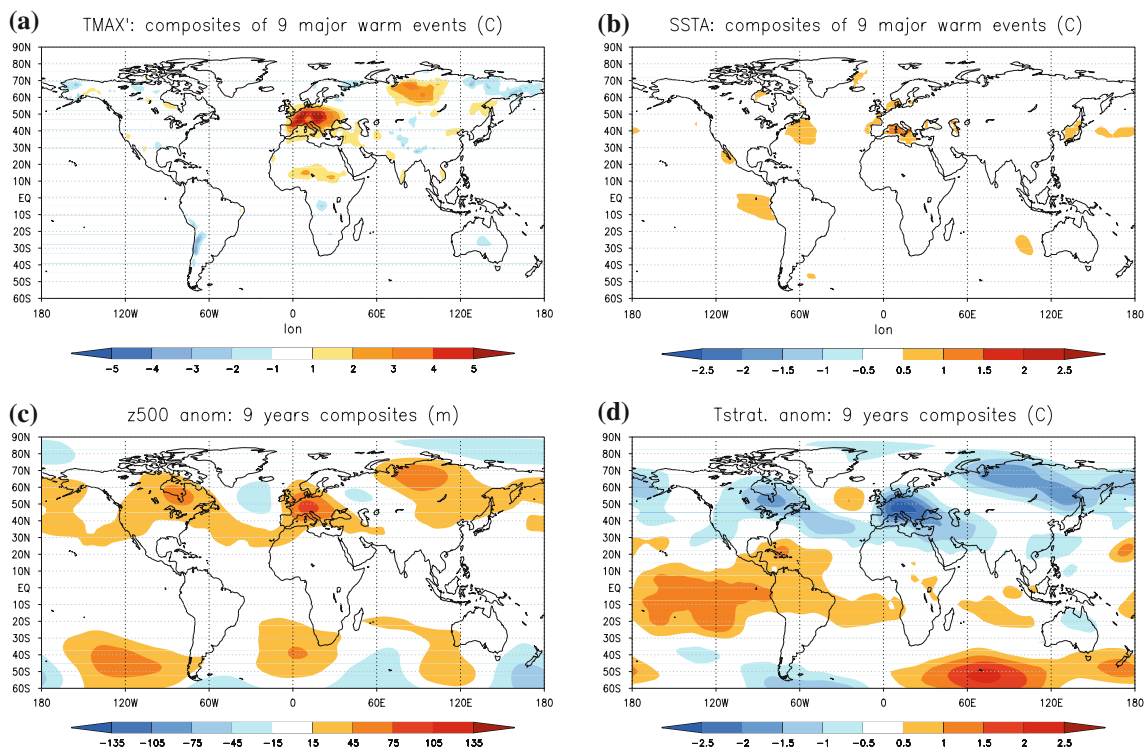 (a) TMAX': composites of 9 major warm events (C)
90N
80N
70N
60N
50N
40N
30N
20N
10N
EQ
10S
20S
30S
40S
50S
60S
180 120W 60W 0 60E 120E 180
lon
-5 -4 -3 -2 -1 1 2 3 4 5
(b) SSTA: composites of 9 major warm events (C)
90N
80N
70N
60N
50N
40N
30N
20N
10N
EQ
10S
20S
30S
40S
50S
60S
180 120W 60W 0 60E 120E 180
lon
-2.5 -2 -1.5 -1 -0.5 0.5 1 1.5 2 2.5
(c) z500 anom: 9 years composites (m)
90N
80N
70N
60N
50N
40N
30N
20N
10N
EQ
10S
20S
30S
40S
50S
60S
180 120W 60W 0 60E 120E 180
-135 -105 -75 -45 -15 15 45 75 105 135
(d) Tstrat. anom: 9 years composites (C)
90N
80N
70N
60N
50N
40N
30N
20N
10N
EQ
10S
20S
30S
40S
50S
60S
180 120W 60W 0 60E 120E 180
-2.5 -2 -1.5 -1 -0.5 0.5 1 1.5 2 2.5